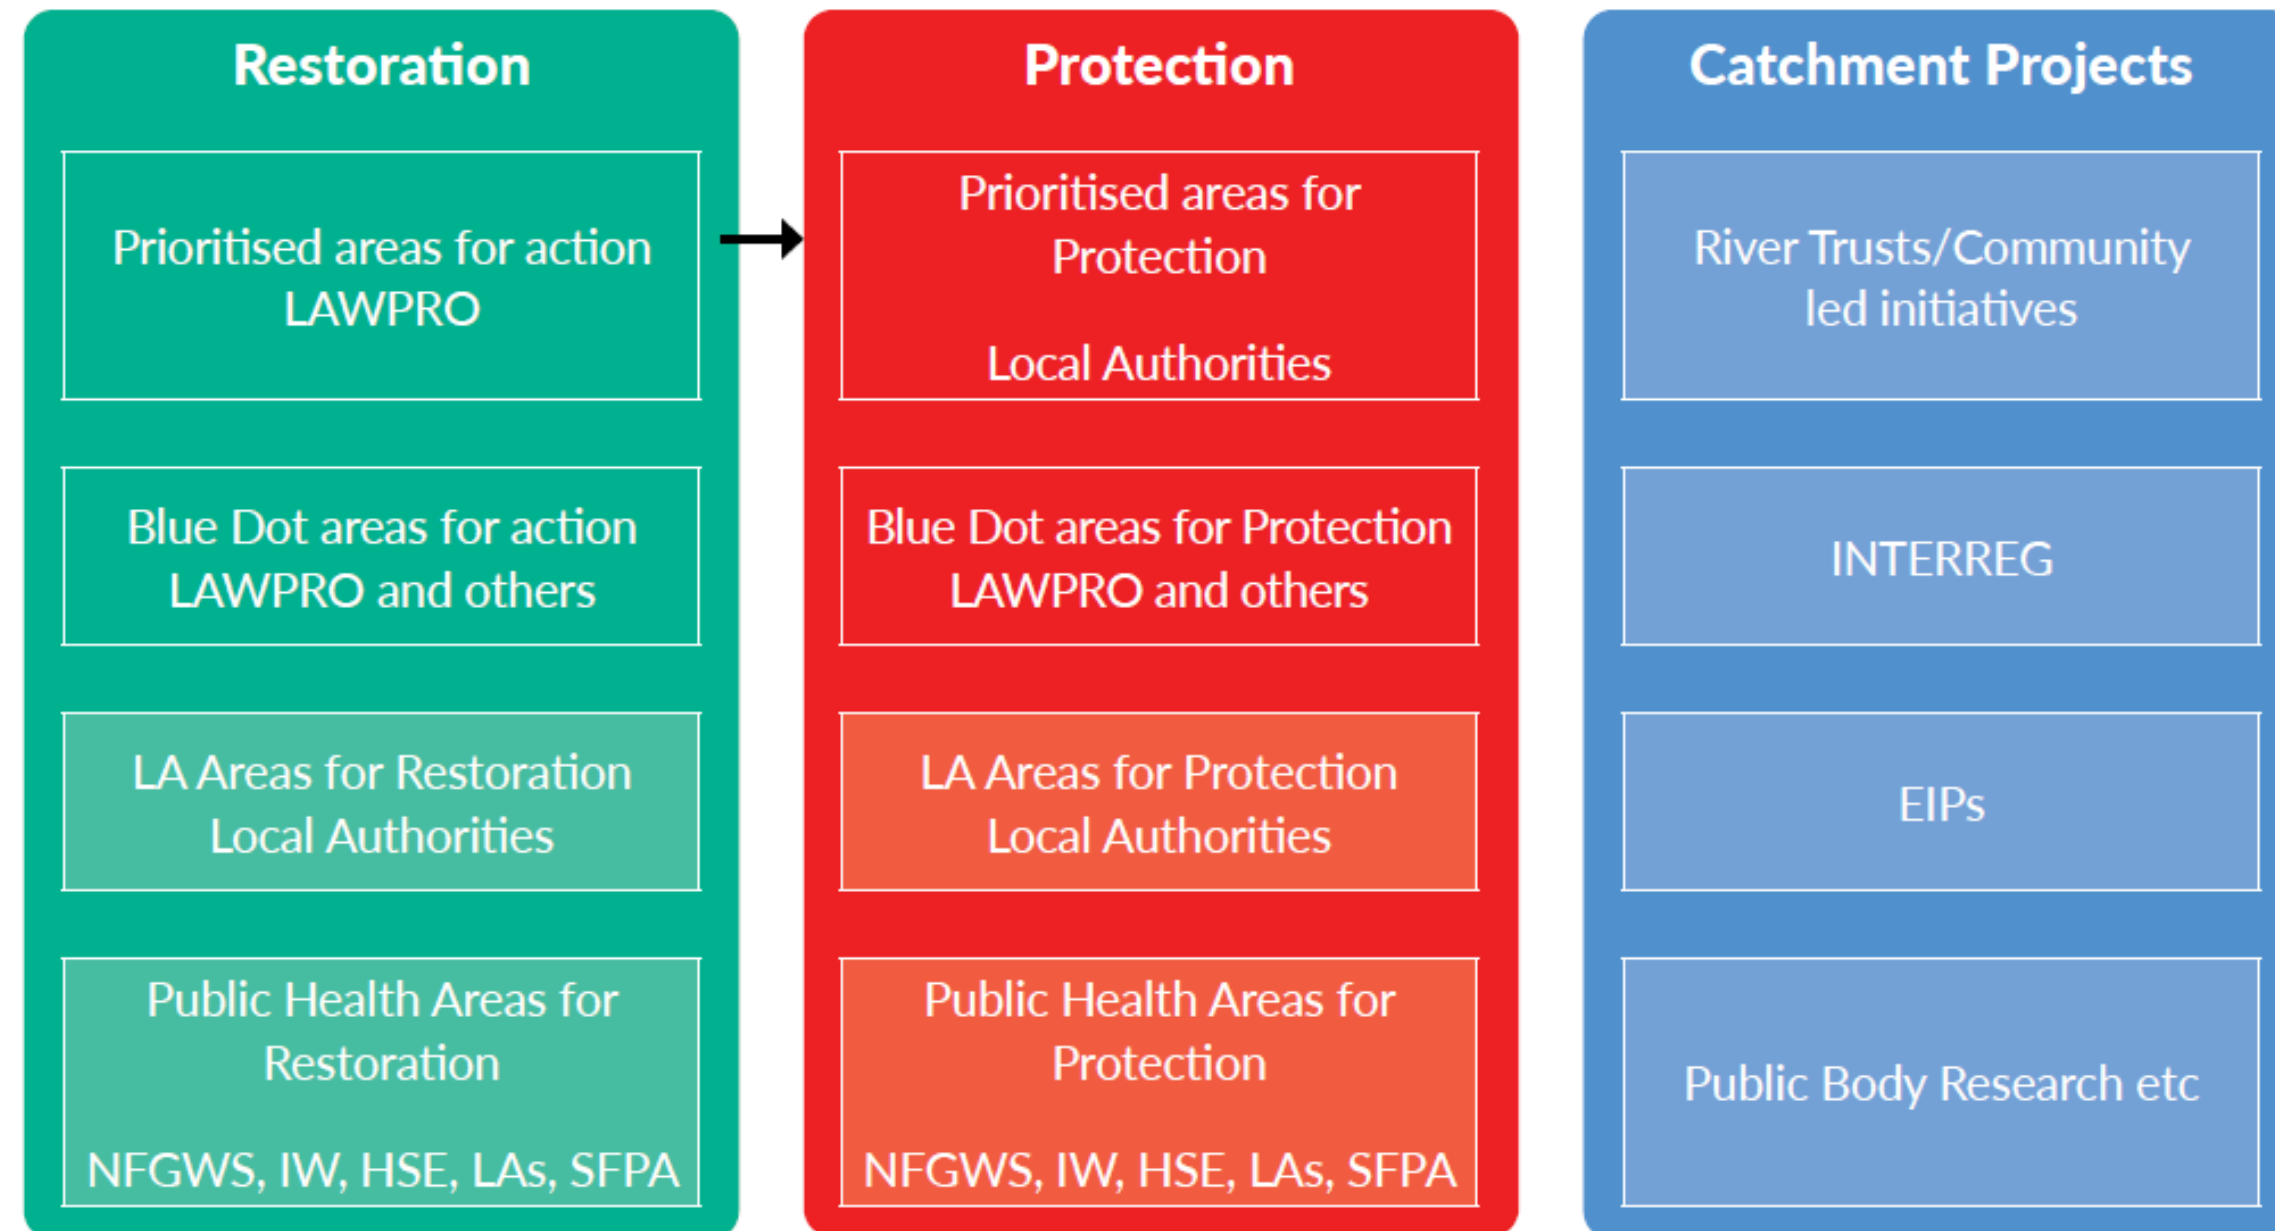 Restoration
Prioritised areas for action
LAWPRO
Blue Dot areas for action
LAWPRO and others
LA Areas for Restoration
Local Authorities
Public Health Areas for
Restoration
NFGWS, IW, HSE, LAs, SFPA
Protection
Prioritised areas for
Protection
Local Authorities
Blue Dot areas for Protection
LAWPRO and others
LA Areas for Protection
Local Authorities
Public Health Areas for
Protection
NFGWS, IW, HSE, LAs, SFPA
Catchment Projects
River Trusts/Community
led initiatives
INTERREG
EIPs
Public Body Research etc